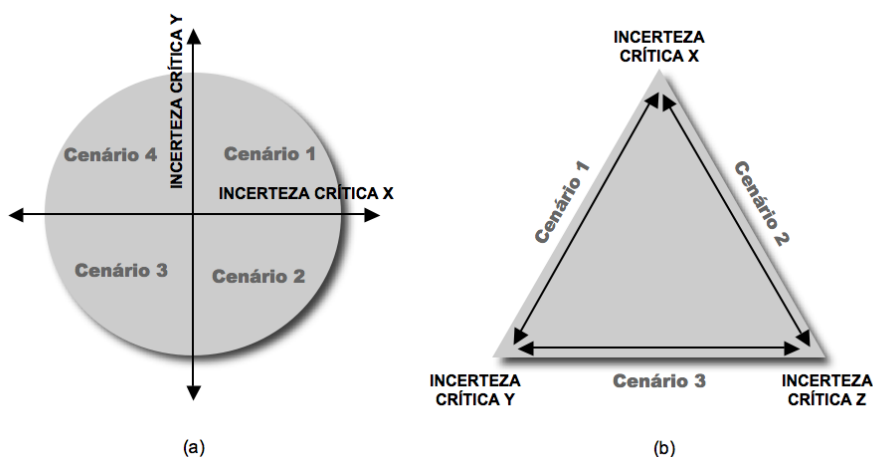 INCERTEZA CRÍTICA Y
Cenário 4
Cenário 1
INCERTEZA CRÍTICA X
Cenário 3
Cenário 2
(a)
INCERTEZA
CRÍTICA X
Cenário 1
Cenário 2
INCERTEZA
CRÍTICA Y
Cenário 3
INCERTEZA
CRÍTICA Z
(b)